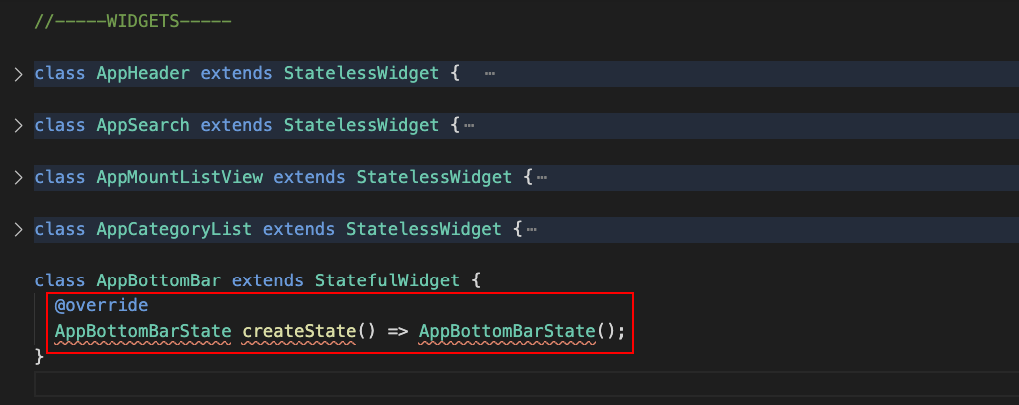 //-----WIDGETS-----
class AppHeader extends StatelessWidget { …
class AppSearch extends StatelessWidget {…
class AppMountListView extends StatelessWidget {…
class AppCategoryList extends StatelessWidget {…
class AppBottomBar extends StatefulWidget {
@override
AppBottomBarState createState() => AppBottomBarState();
}